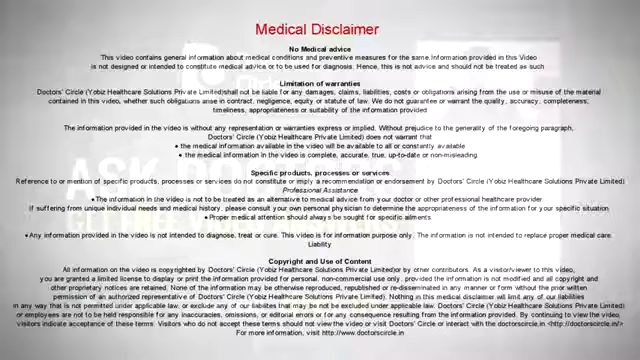 Medical Disclaimer
No Medical advice
This video contains general information about medical conditions and preventive measures for the same.Information provided in this Video
is not designed or intended to constitute medical advice or to be used for diagnosis. Hence, this is not advice and should not be treated as such
Limitation of warranties
Doctors' Circle (Yobiz Healthcare Solutions Private Limited)shall not be liable for any damages, claims, liabilities, costs or obligations arising from the use or misuse of the material
contained in this video, whether such obligations arise in contract, negligence, equity or statute of law. We do not guarantee or warrant the quality, accuracy, completeness,
timeliness, appropriateness or suitability of the information provided
The information provided in the video is without any representation or warranties express or implied. Without prejudice to the generality of the foregoing paragraph,
Doctors' Circle (Yobiz Healthcare Solutions Private Limited) does not warrant that
• the medical information available in the video will be available to all or constantly available
• the medical information in the video is complete, accurate, true, up-to-date or non-misleading
Specific products, processes or services
Reference to or mention of specific products, processes or services do not constitute or imply a recommendation or endorsement by Doctors' Circle (Yobiz Healthcare Solutions Private Limited)
Professional Assistance
• The information in the video is not to be treated as an alternative to medical advice from your doctor or other professional healthcare provider
If suffering from unique individual needs and medical history, please consult your own personal physician to determine the appropriateness of the information for your specific situation
• Proper medical attention should always be sought for specific ailments
• Any information provided in the video is not intended to diagnose, treat or cure. This video is for information purpose only. The information is not intended to replace proper medical care.
Liability
Copyright and Use of Content
All information on the video is copyrighted by Doctors' Circle (Yobiz Healthcare Solutions Private Limited)or by other contributors. As a visitor/viewer to this video,
you are granted a limited license to display or print the information provided for personal, non-commercial use only, provided the information is not modified and all copyright and
other proprietary notices are retained. None of the information may be otherwise reproduced, republished or re-disseminated in any manner or form without the prior written
permission of an authorized representative of Doctors' Circle (Yobiz Healthcare Solutions Private Limited). Nothing in this medical disclaimer will limit any of our liabilities
in any way that is not permitted under applicable law, or exclude any of our liabilities that may be not be excluded under applicable law. Doctors' Circle (Yobiz Healthcare Solutions Private Limited)
or employees are not to be held responsible for any inaccuracies, omissions, or editorial errors or for any consequence resulting from the information provided. By continuing to view the video,
visitors indicate acceptance of these terms. Visitors who do not accept these terms should not view the video or visit Doctors' Circle or interact with the doctorscircle.in <http://doctorscircle.in/>
For more information, visit http://www.doctorscircle.in